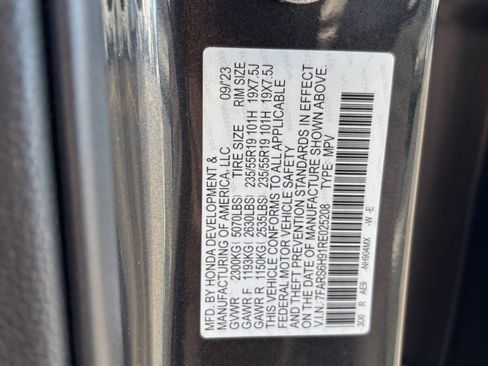 MFD. BY HONDA DEVELOPMENT & 09/'23
MANUFACTURING OF AMERICA, LLC
GVWR 2300KG( 5070LBS) TIRE SIZE RIM SIZE
GAWR F 1193KG( 2630LBS) 235/55R19 101H 19X7.5J
GAWR R 1150KG( 2535LBS) 235/55R19 101H 19X7.5J
THIS VEHICLE CONFORMS TO ALL APPLICABLE
FEDERAL MOTOR VEHICLE SAFETY
AND THEFT PREVENTION STANDARDS IN EFFECT
ON THE DATE OF MANUFACTURE SHOWN ABOVE.
V.I.N.: 7FARS6H91RE025208 TYPE: MPV
300 R AE9 -NH904MX -W -E